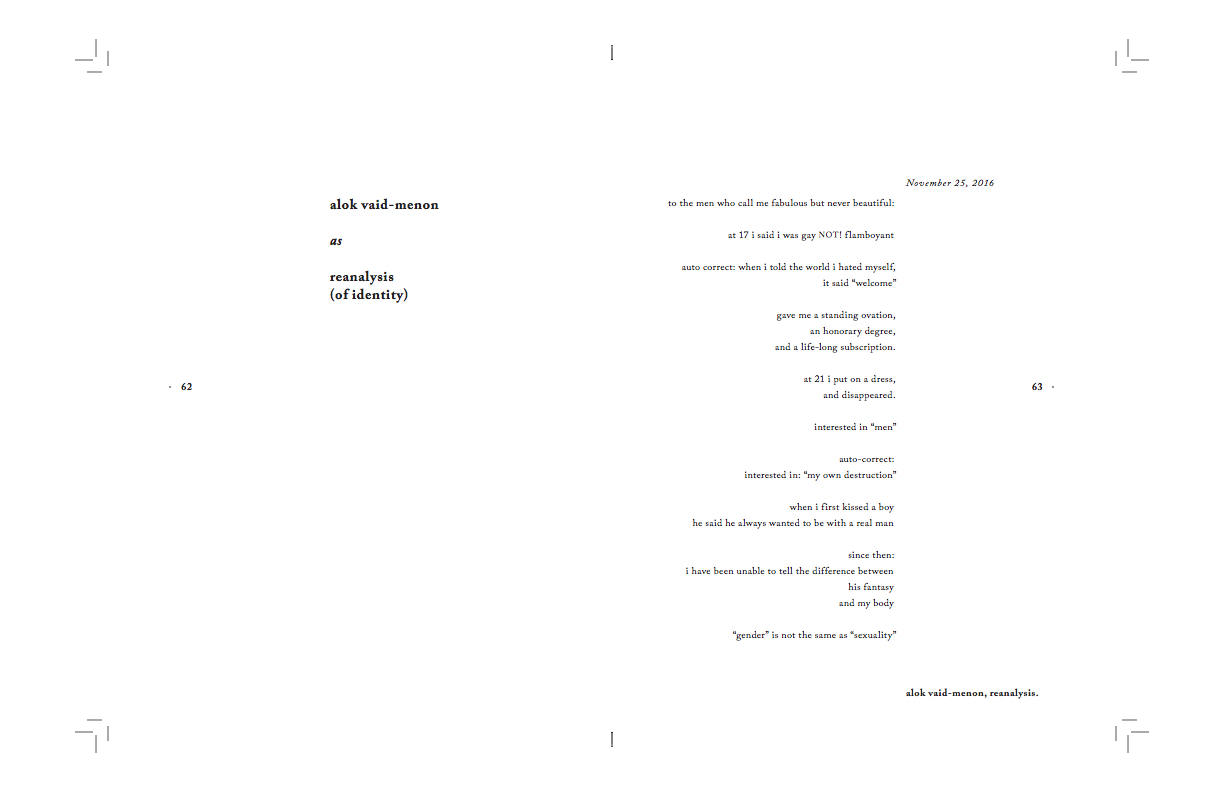 alok vaid-menon
as
reanalysis
(of identity)
· 62
November 25, 2016
to the men who call me fabulous but never beautiful:
at 17 i said i was gay NOT! flamboyant
auto correct: when i told the world i hated myself,
it said “welcome”
gave me a standing ovation,
an honorary degree,
and a life-long subscription.
at 21 i put on a dress,
and disappeared.
interested in “men”
auto-correct:
interested in: “my own destruction”
when i first kissed a boy
he said he always wanted to be with a real man
since then:
i have been unable to tell the difference between
his fantasy
and my body
“gender” is not the same as “sexuality”
63 ·
alok vaid-menon, reanalysis.